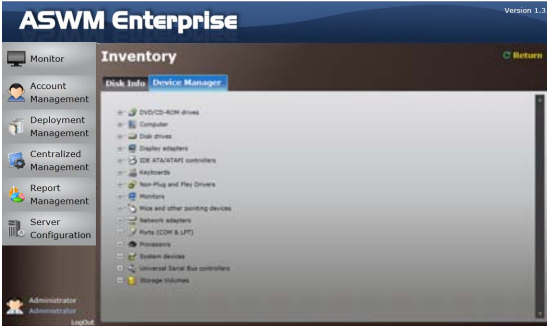 ASWM Enterprise
Version 1.3
Monitor
Account
Management
Deployment
Management
Centralized
Management
Report
Management
Server
Configuration
Administrator
Administrator
LogOut
Inventory
Return
Disk Info
Device Manager
DVD/CD-ROM drives
Computer
Disk drives
Display adapters
IDE ATA/ATAPI controllers
Keyboards
Non-Plug and Play Drivers
Monitors
Mice and other pointing devices
Network adapters
Ports (COM & LPT)
Processors
System devices
Universal Serial Bus controllers
Storage Volumes